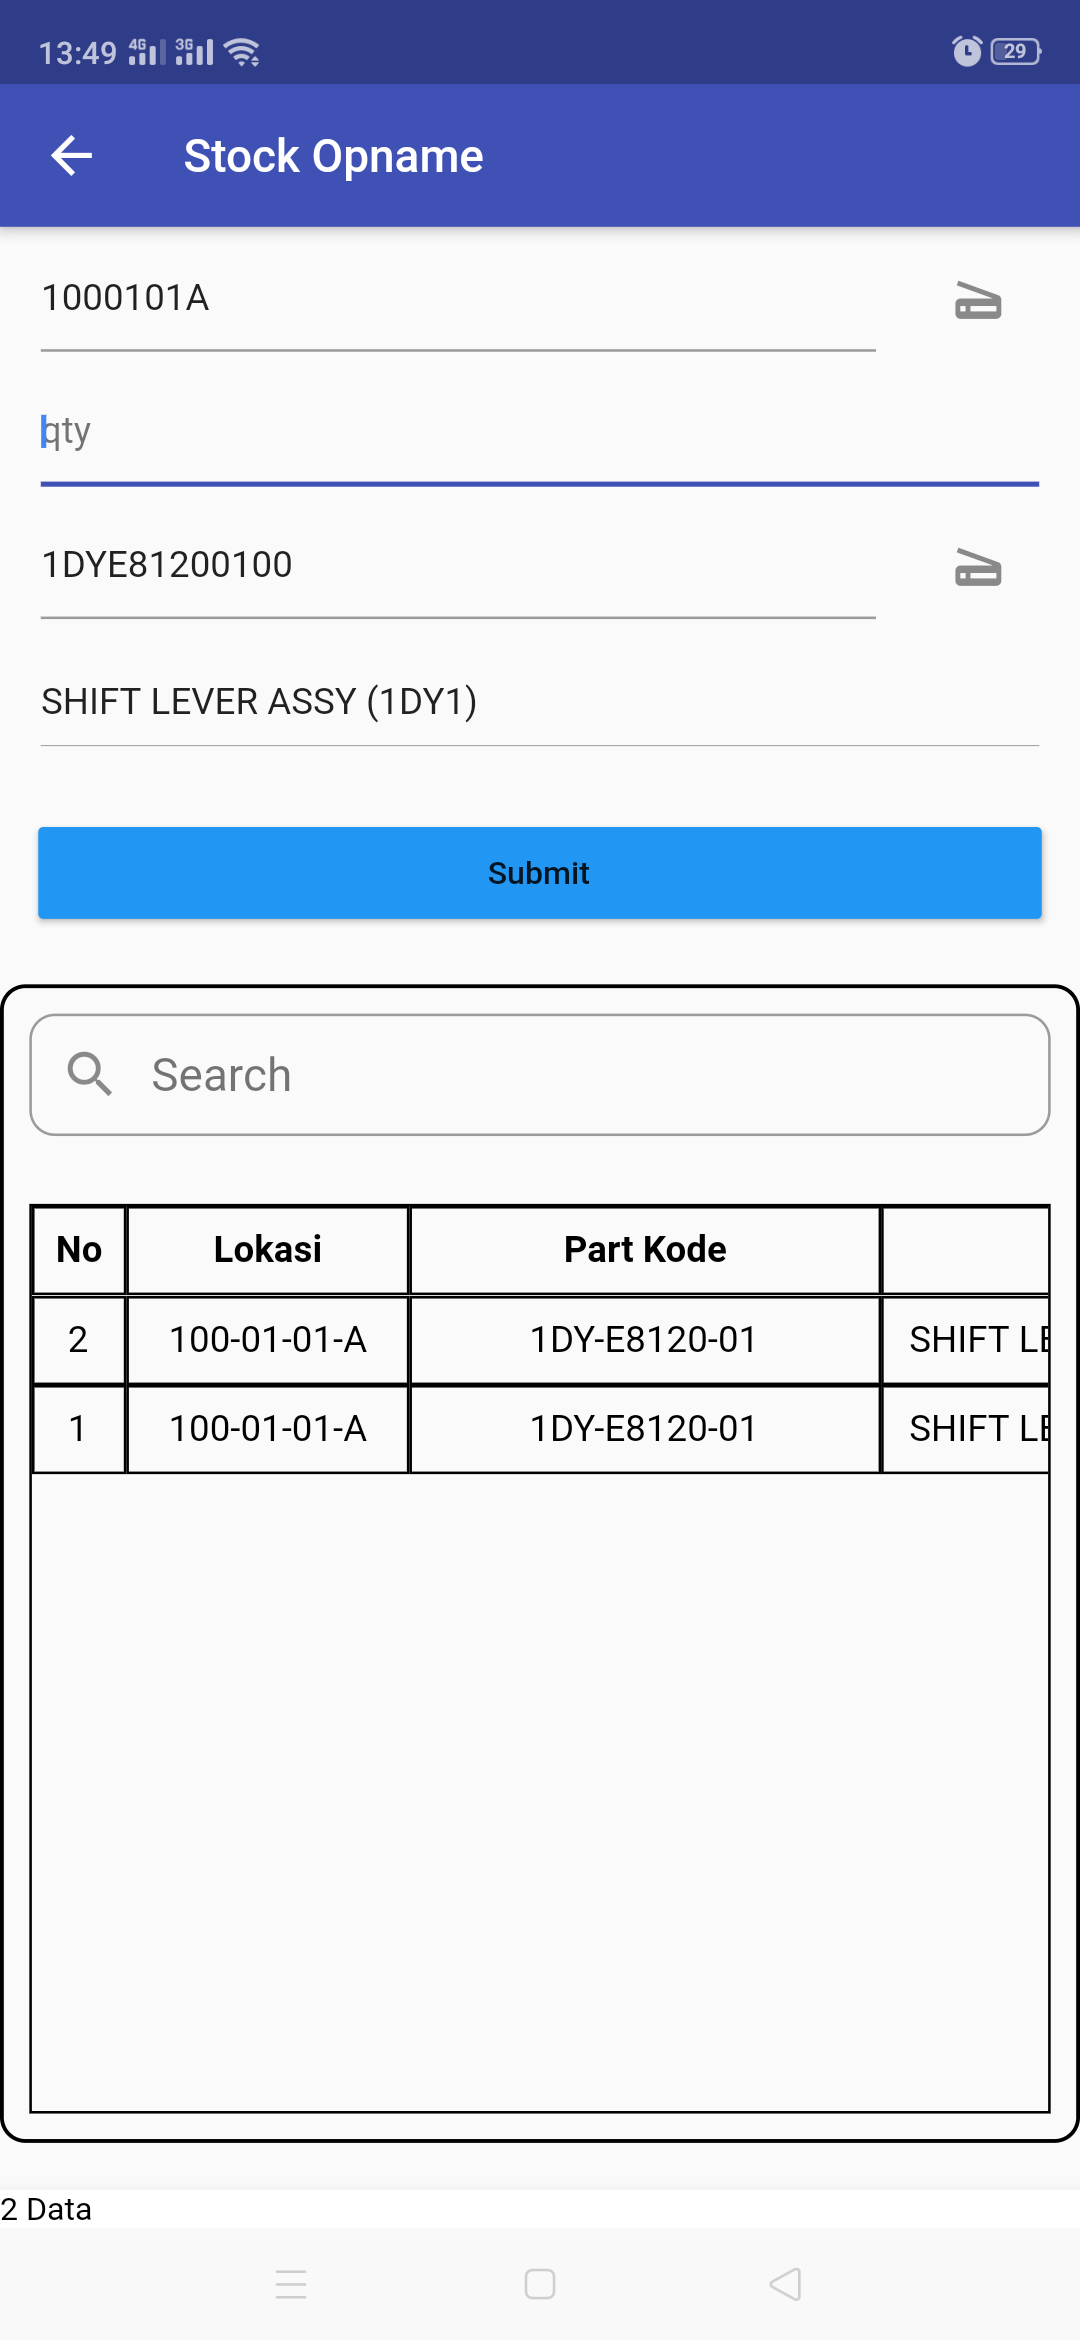 13:49 4G 3G 29
Stock Opname
1000101A
qty
1DYE81200100
SHIFT LEVER ASSY (1DY1)
Submit
Search
No Lokasi Part Kode
2 100-01-01-A 1DY-E8120-01 SHIFT LE
1 100-01-01-A 1DY-E8120-01 SHIFT LE
2 Data